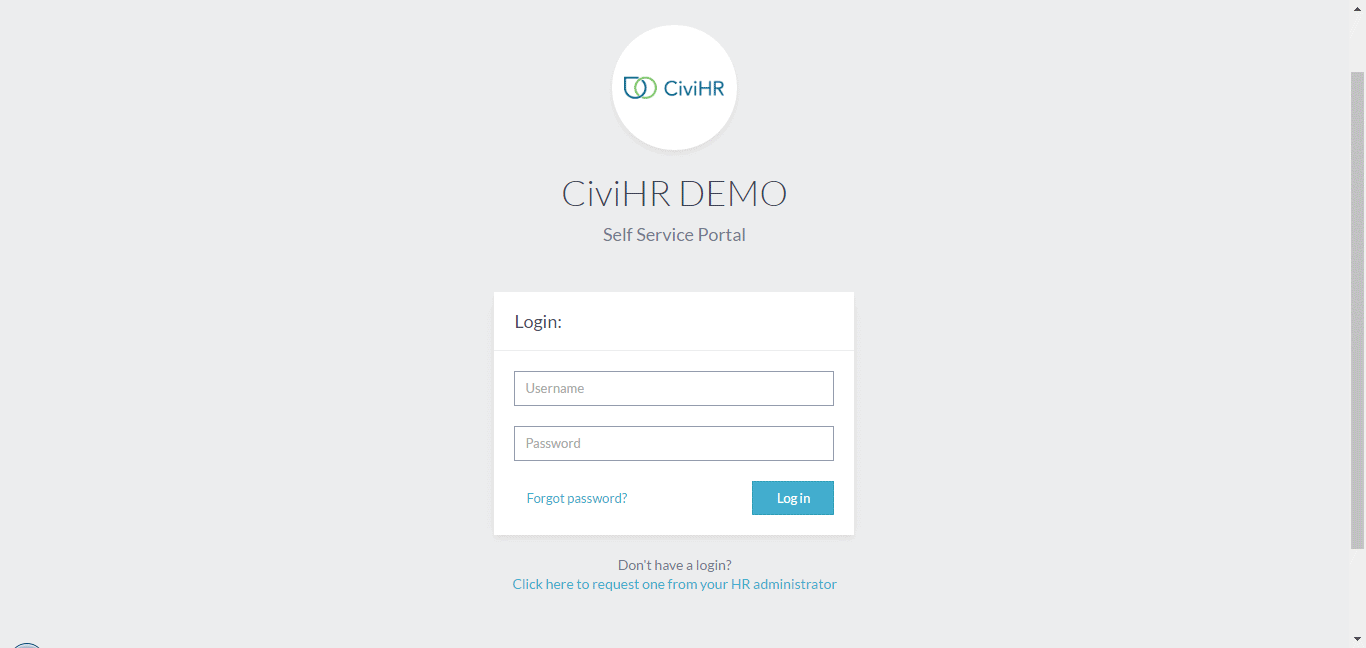 CiviHR
CiviHR DEMO
Self Service Portal
Login:
Username
Password
Forgot password?
Log in
Don't have a login?
Click here to request one from your HR administrator